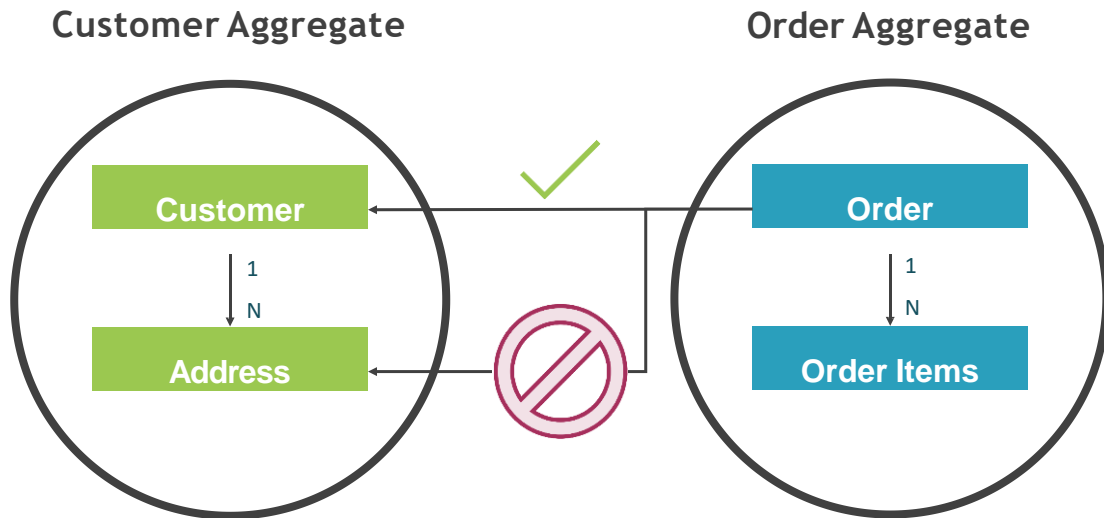 Customer Aggregate
Order Aggregate
Customer
Order
1
N
1
N
Address
Order Items